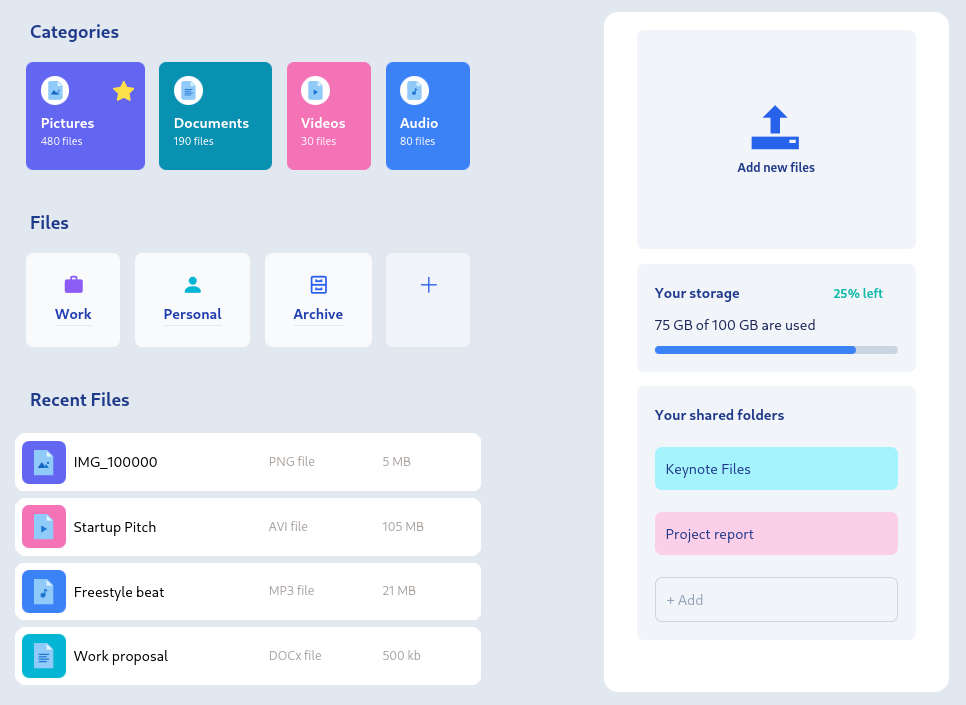 Categories
Pictures
480 files
Documents
190 files
Videos
30 files
Audio
80 files
Files
Work
Personal
Archive
Recent Files
IMG_100000 PNG file 5 MB
Startup Pitch AVI file 105 MB
Freestyle beat MP3 file 21 MB
Work proposal DOCx file 500 kb
Add new files
Your storage 25% left
75 GB of 100 GB are used
Your shared folders
Keynote Files
Project report
+ Add